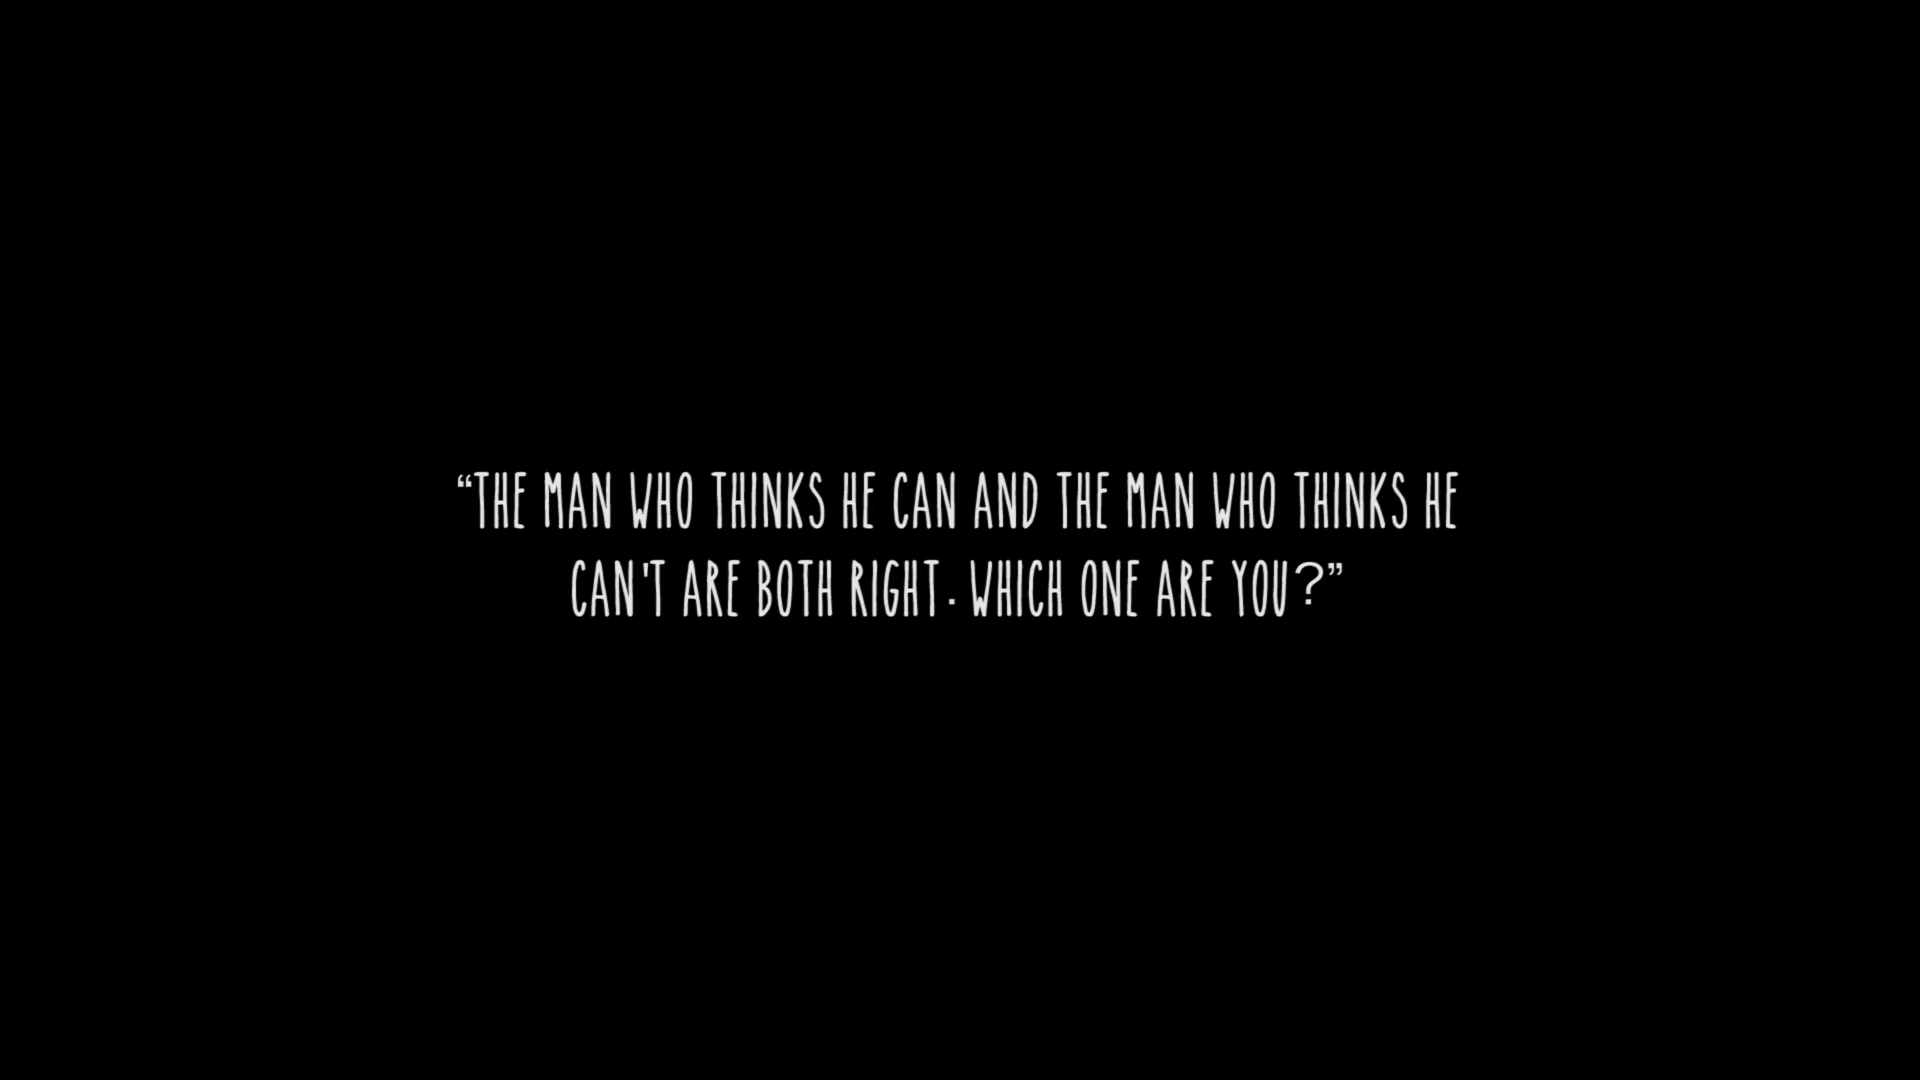 “THE MAN WHO THINKS HE CAN AND THE MAN WHO THINKS HE
CAN'T ARE BOTH RIGHT. WHICH ONE ARE YOU?”